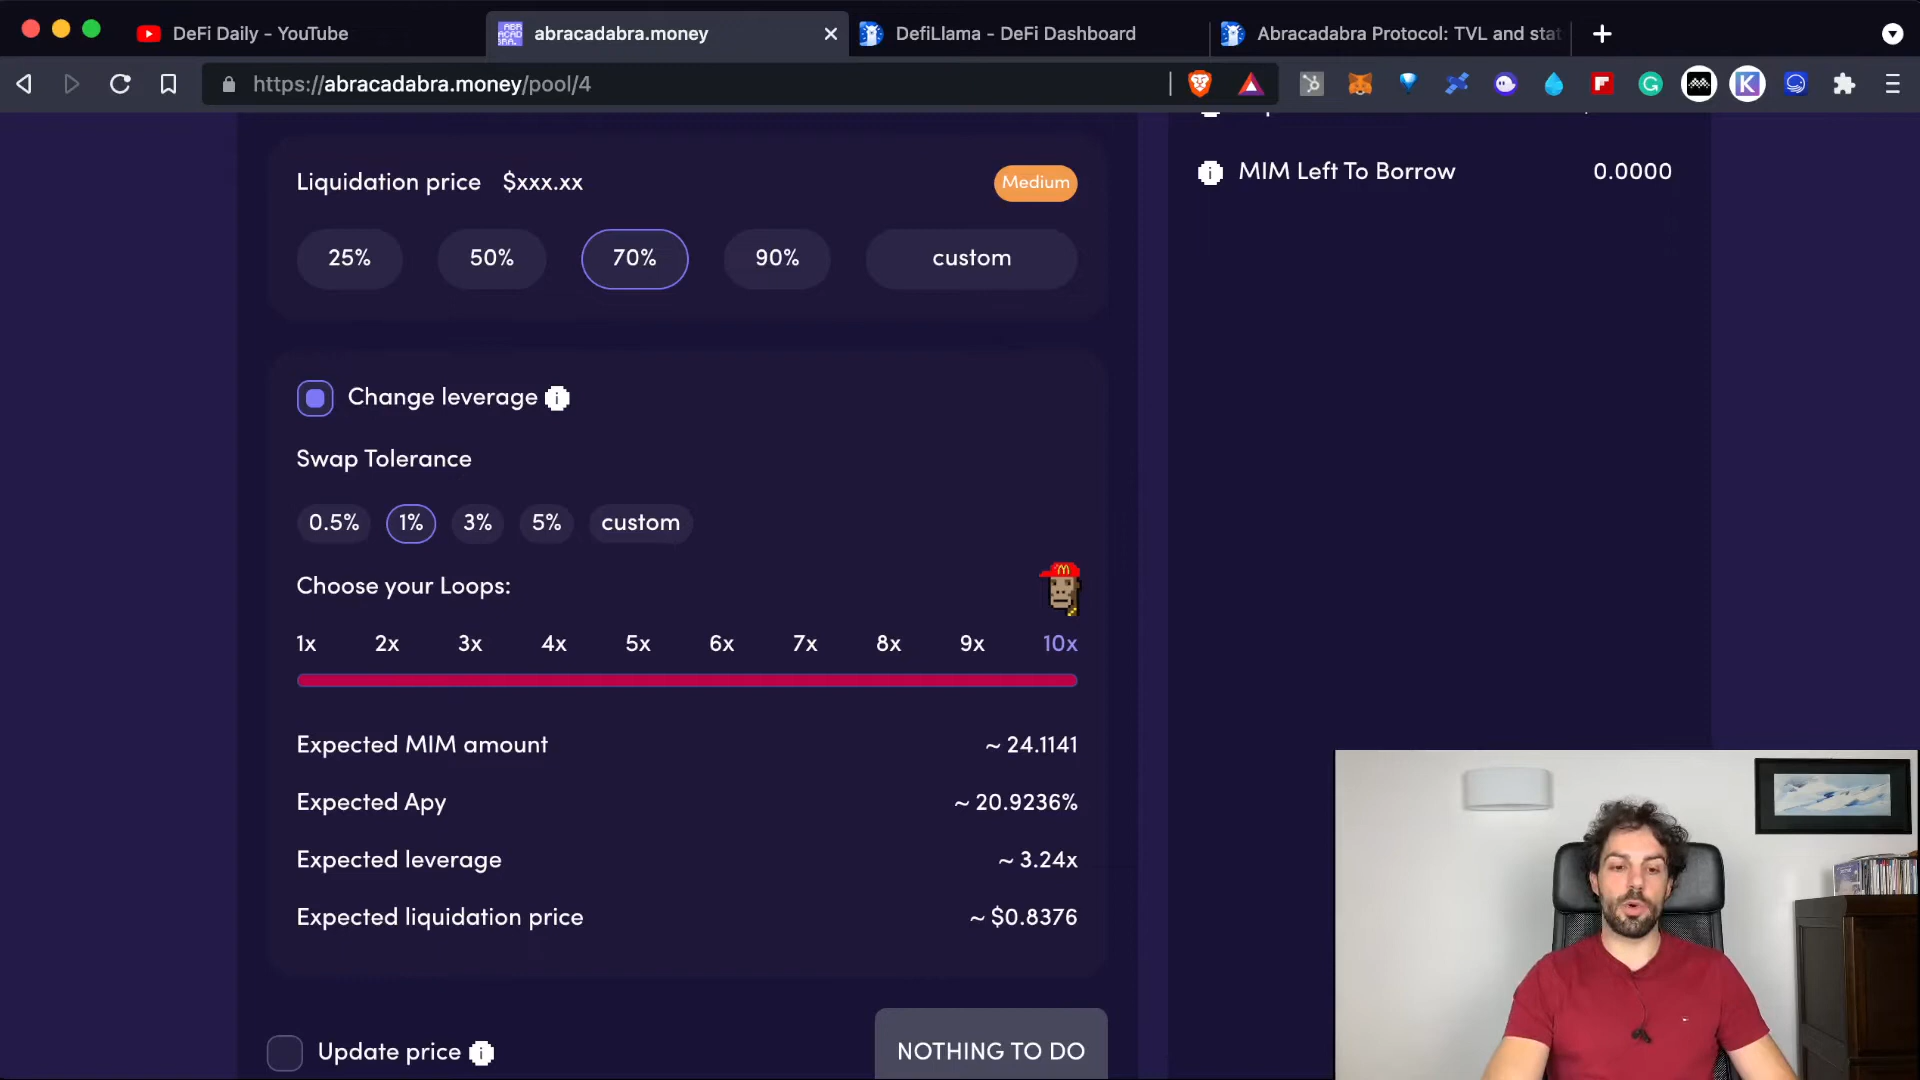 DeFi Daily - YouTube
abracadabra.money
DefiLlama - DeFi Dashboard
Abracadabra Protocol: TVL and stat
https://abracadabra.money/pool/4
Liquidation price $xxx.xx
Medium
MIM Left To Borrow 0.0000
25% 50% 70% 90% custom
Change leverage
Swap Tolerance
0.5% 1% 3% 5% custom
Choose your Loops:
1x 2x 3x 4x 5x 6x 7x 8x 9x 10x
Expected MIM amount ~ 24.1141
Expected Apy ~ 20.9236%
Expected leverage ~ 3.24x
Expected liquidation price ~ $0.8376
Update price
NOTHING TO DO